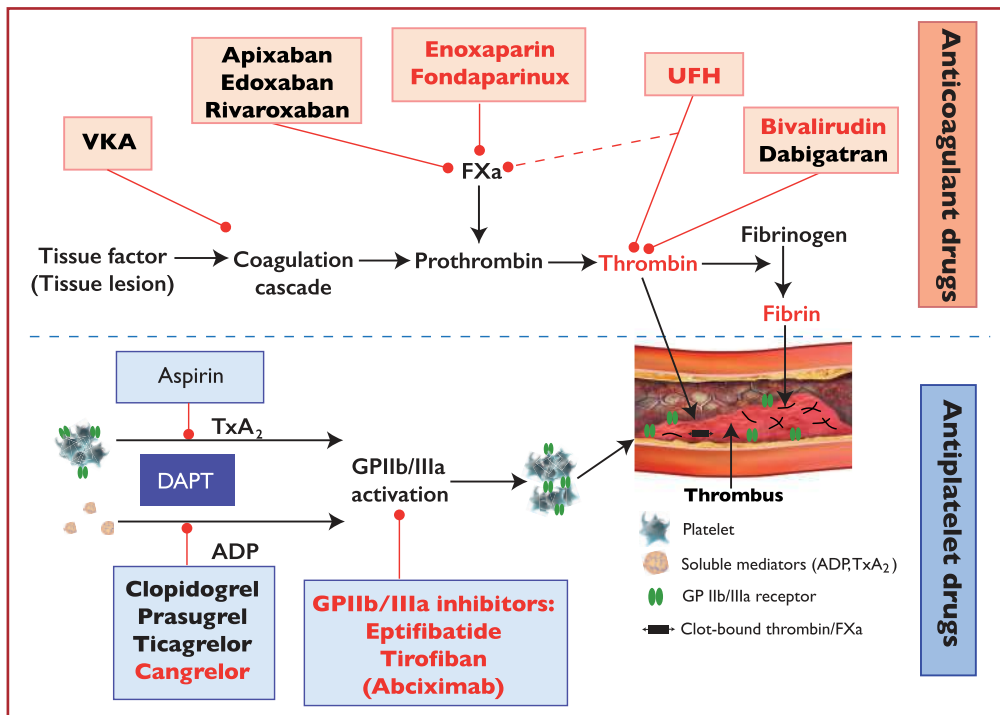 Apixaban
Edoxaban
Rivaroxaban
Enoxaparin
Fondaparinux
UFH
VKA
Bivalirudin
Dabigatran
FXa
Tissue factor
(Tissue lesion)
Coagulation
cascade
Prothrombin
Thrombin
Fibrinogen
Fibrin
Anticoagulant drugs
Aspirin
TxA₂
DAPT
GPIIb/IIIa
activation
ADP
Clopidogrel
Prasugrel
Ticagrelor
Cangrelor
GPIIb/IIIa inhibitors:
Eptifibatide
Tirofiban
(Abciximab)
Thrombus
Platelet
Soluble mediators (ADP,TxA₂)
GP IIb/IIIa receptor
Clot-bound thrombin/FXa
Antiplatelet drugs